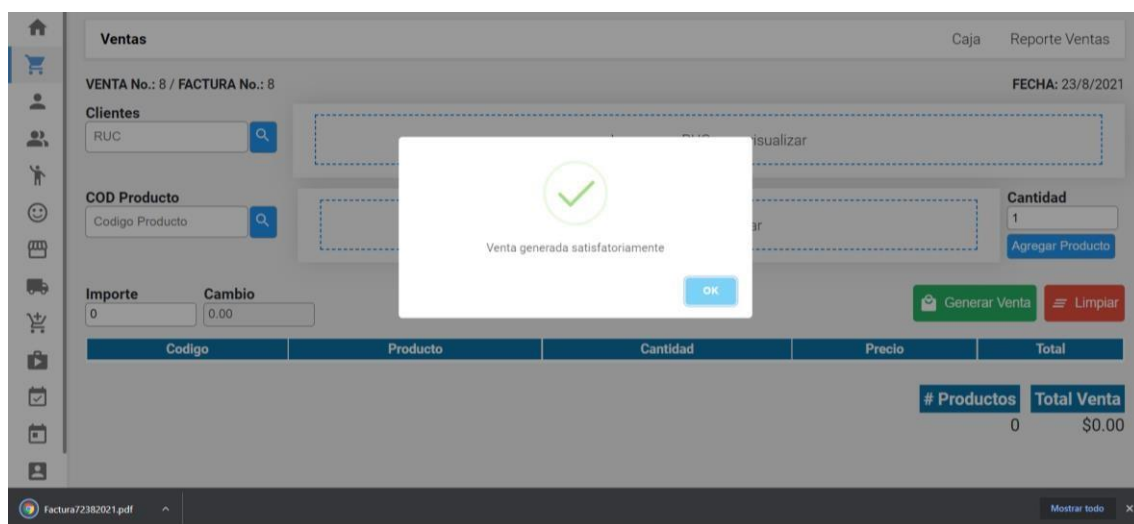 Ventas
Caja
Reporte Ventas
VENTA No.: 8 / FACTURA No.: 8
FECHA: 23/8/2021
Clientes
RUC
isualizar
COD Producto
Codigo Producto
ar
Cantidad
1
Agregar Producto
Venta generada satisfatoriamente
OK
Importe
Cambio
0
0.00
Generar Venta
Limpiar
Codigo Producto Cantidad Precio Total
# Productos Total Venta
0 $0.00
Factura72382021.pdf
Mostrar todo